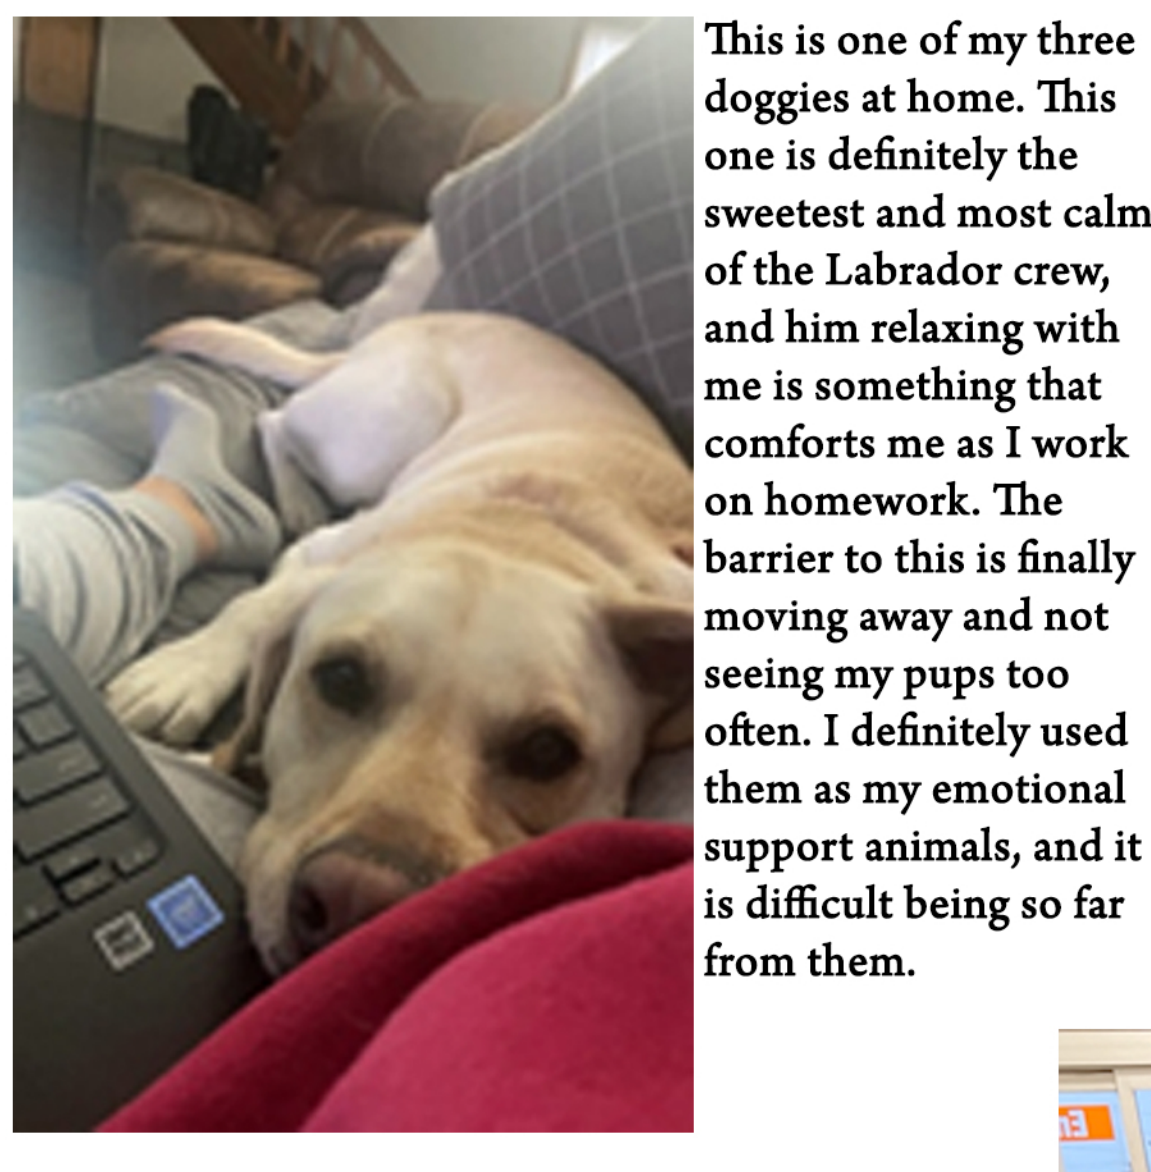 This is one of my three
doggies at home. This
one is definitely the
sweetest and most calm
of the Labrador crew,
and him relaxing with
me is something that
comforts me as I work
on homework. The
barrier to this is finally
moving away and not
seeing my pups too
often. I definitely used
them as my emotional
support animals, and it
is difficult being so far
from them.